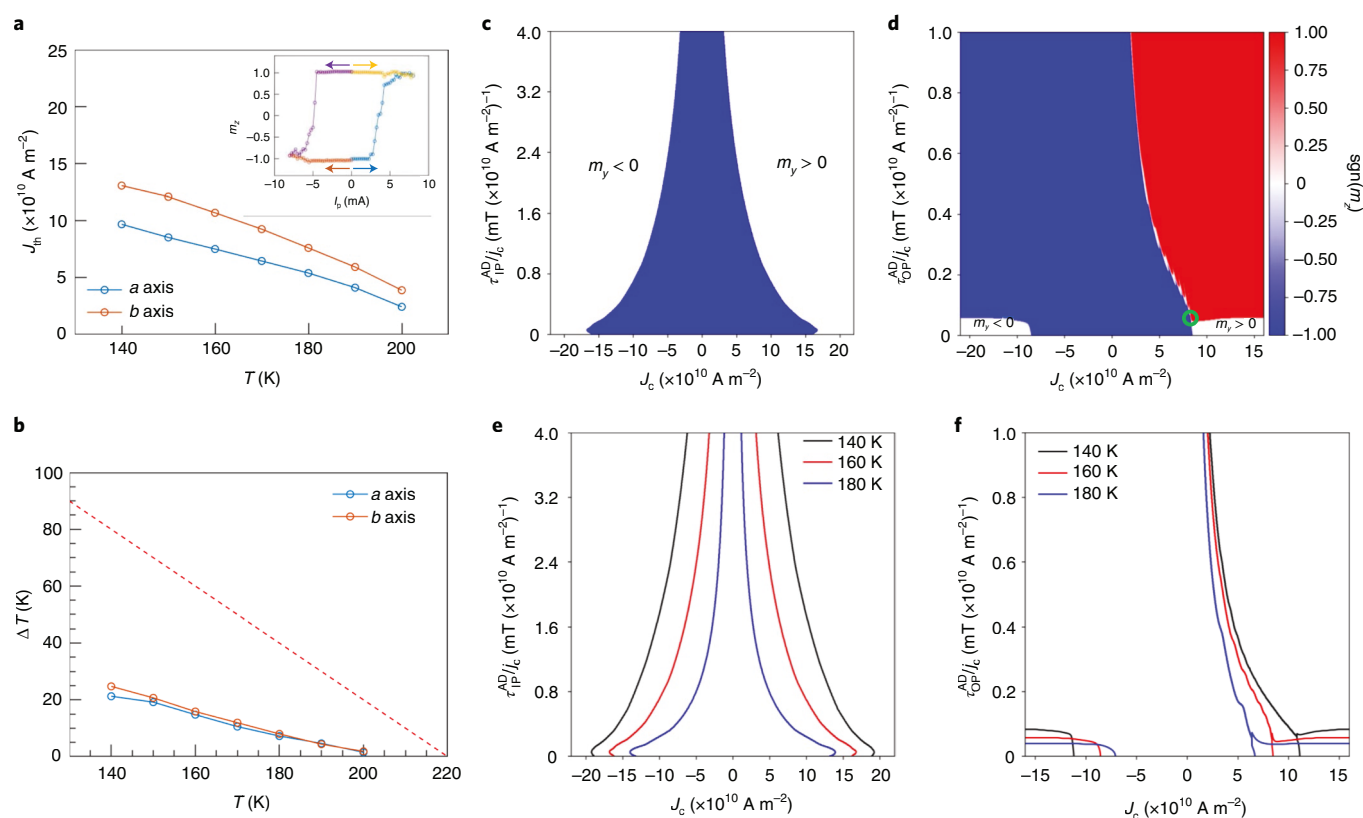 a
25
20
15
10
5
0
J_th (×10^10 A m^−2)
140 160 180 200
T (K)
a axis
b axis
1.0
0.5
0
−0.5
−1.0
m_z
−10 −5 0 5 10
I_p (mA)
c
4.0
3.2
2.4
1.6
0.8
0
τ_IP^AD/j_c (mT (×10^10 A m^−2)^−1)
m_y < 0
m_y > 0
−20 −15 −10 −5 0 5 10 15 20
J_c (×10^10 A m^−2)
d
1.0
0.8
0.6
0.4
0.2
0
τ_OP^AD/j_c (mT (×10^10 A m^−2)^−1)
m_y < 0
m_y > 0
−20 −15 −10 −5 0 5 10 15
J_c (×10^10 A m^−2)
1.00
0.75
0.50
0.25
0
−0.25
−0.50
−0.75
−1.00
sgn(m_z)
b
100
80
60
40
20
0
Δ T (K)
a axis
b axis
140 160 180 200 220
T (K)
e
4.0
3.2
2.4
1.6
0.8
0
τ_IP^AD/j_c (mT (×10^10 A m^−2)^−1)
140 K
160 K
180 K
−20 −15 −10 −5 0 5 10 15 20
J_c (×10^10 A m^−2)
f
1.0
0.8
0.6
0.4
0.2
0
τ_OP^AD/j_c (mT (×10^10 A m^−2)^−1)
140 K
160 K
180 K
−15 −10 −5 0 5 10 15
J_c (×10^10 A m^−2)